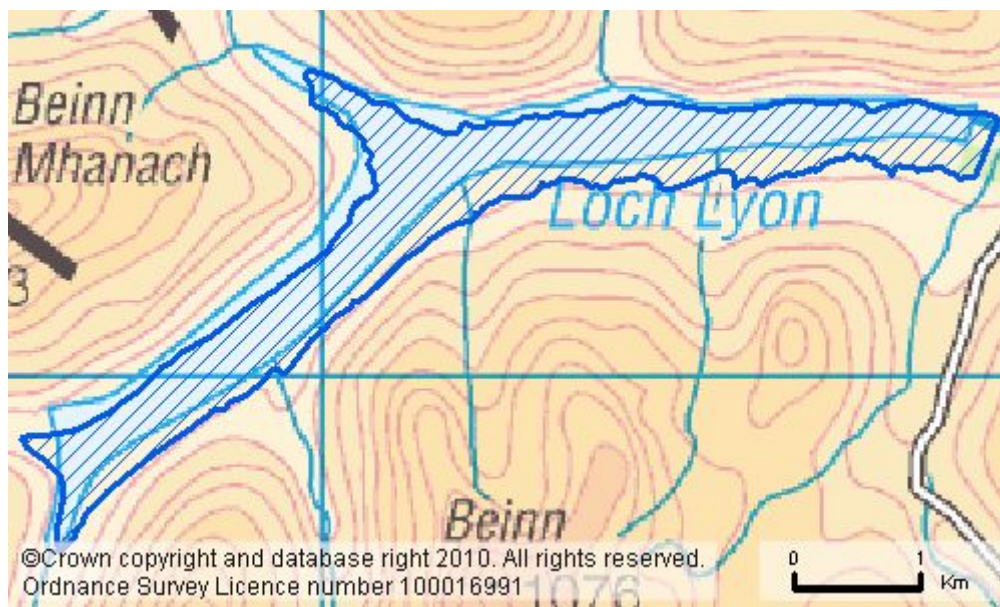 Beinn
Mhanach
Loch Lyon
3
Beinn
©Crown copyright and database right 2010. All rights reserved.
Ordnance Survey Licence number 100016991
1076
0 1
Km